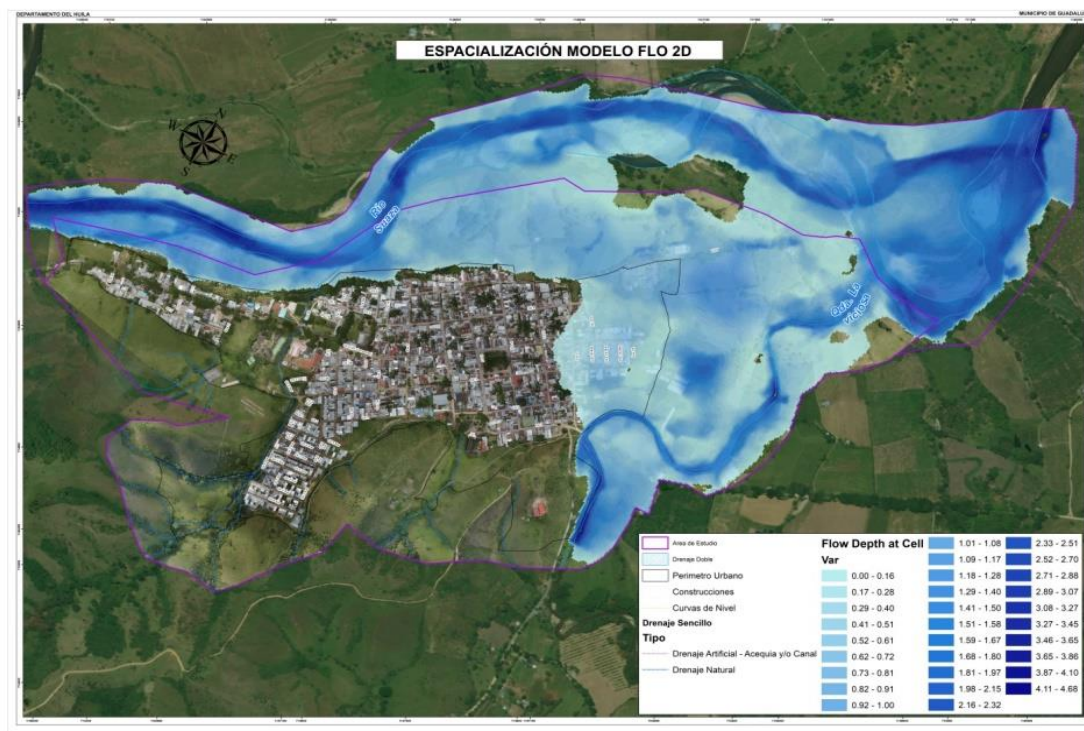 DEPARTAMENTO DEL HUILA
MUNICIPIO DE GUADALU
ESPACIALIZACIÓN MODELO FLO 2D
N
W
E
S
Rio
Suaza
Qda. La
Viciosa
Area de Estudio
Drenaje Doble
Perimetro Urbano
Construcciones
Curvas de Nivel
Drenaje Sencillo
Tipo
Drenaje Artificial - Acequia y/o Canal
Drenaje Natural
Flow Depth at Cell
Var
0.00 - 0.16
0.17 - 0.28
0.29 - 0.40
0.41 - 0.51
0.52 - 0.61
0.62 - 0.72
0.73 - 0.81
0.82 - 0.91
0.92 - 1.00
1.01 - 1.08
1.09 - 1.17
1.18 - 1.28
1.29 - 1.40
1.41 - 1.50
1.51 - 1.58
1.59 - 1.67
1.68 - 1.80
1.81 - 1.97
1.98 - 2.15
2.16 - 2.32
2.33 - 2.51
2.52 - 2.70
2.71 - 2.88
2.89 - 3.07
3.08 - 3.27
3.27 - 3.45
3.46 - 3.65
3.65 - 3.86
3.87 - 4.10
4.11 - 4.68